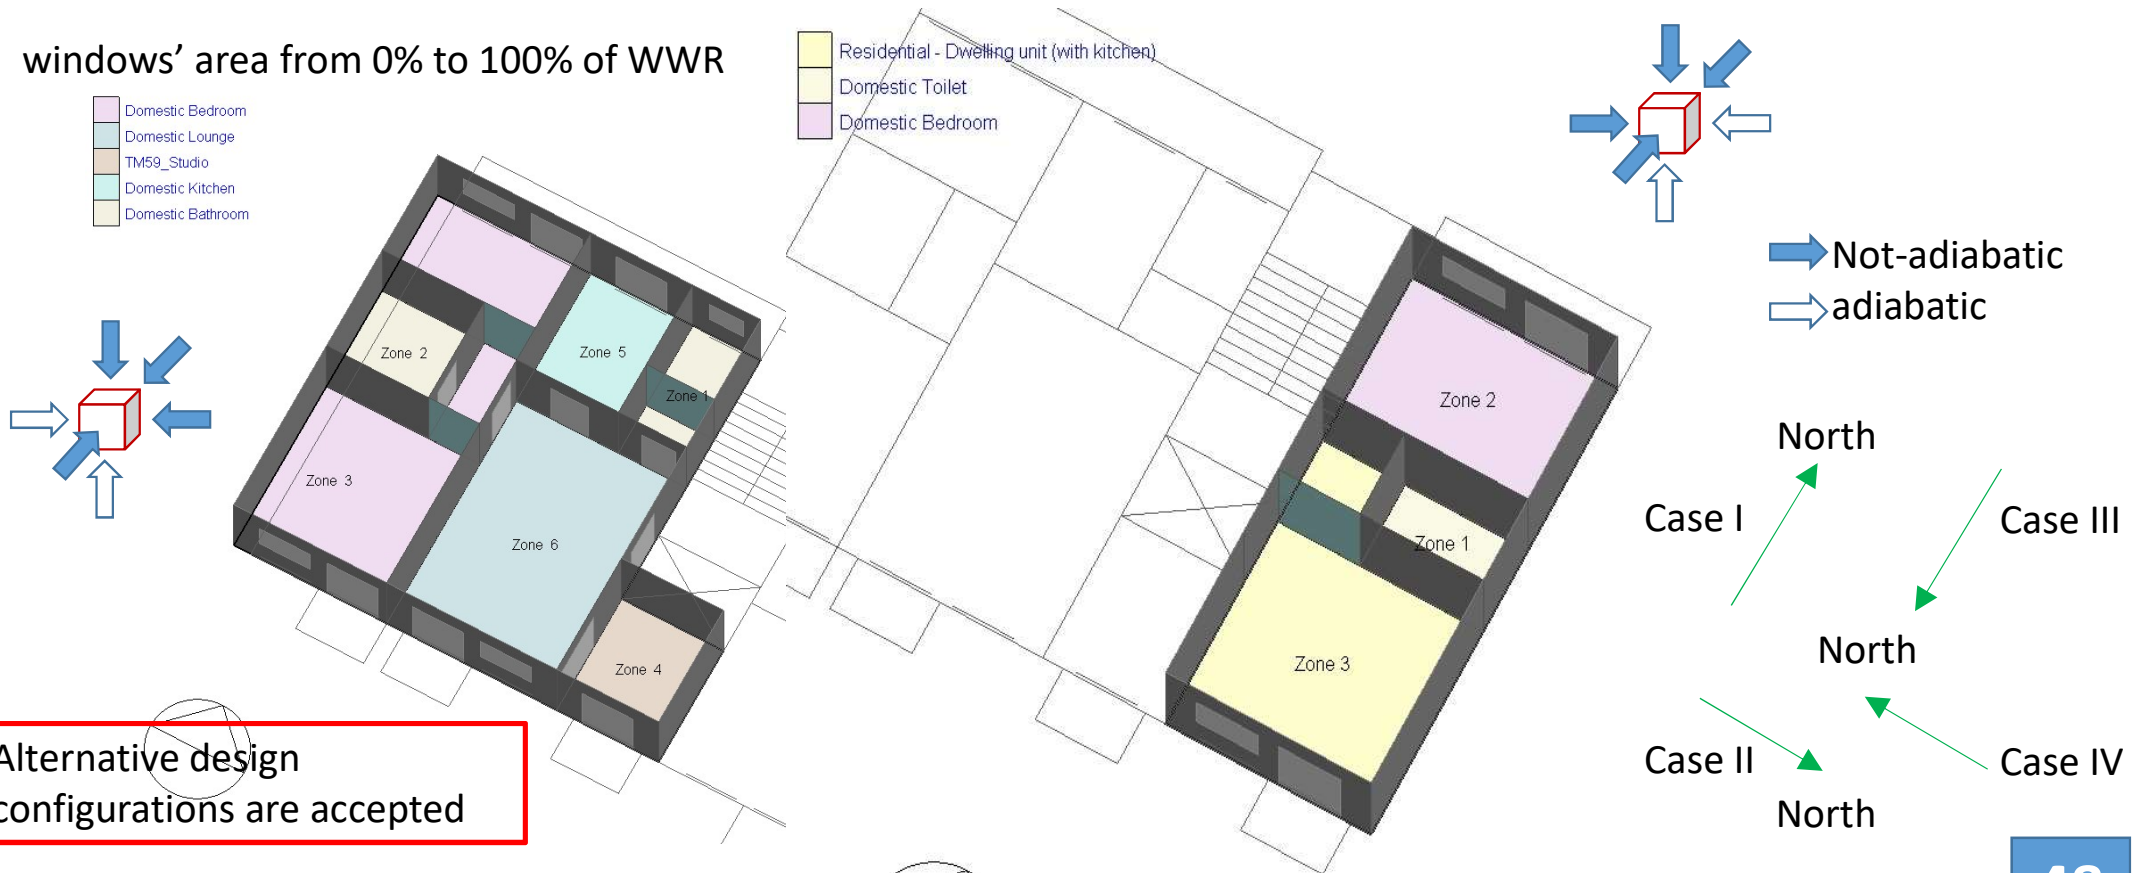 windows’ area from 0% to 100% of WWR
Domestic Bedroom
Domestic Lounge
TM59_Studio
Domestic Kitchen
Domestic Bathroom
Zone 2
Zone 5
Zone 1
Zone 3
Zone 6
Zone 4
Alternative design
configurations are accepted
Residential - Dwelling unit (with kitchen)
Domestic Toilet
Domestic Bedroom
Zone 2
Zone 1
Zone 3
Not-adiabatic
adiabatic
North
Case I
Case III
North
Case II
Case IV
North